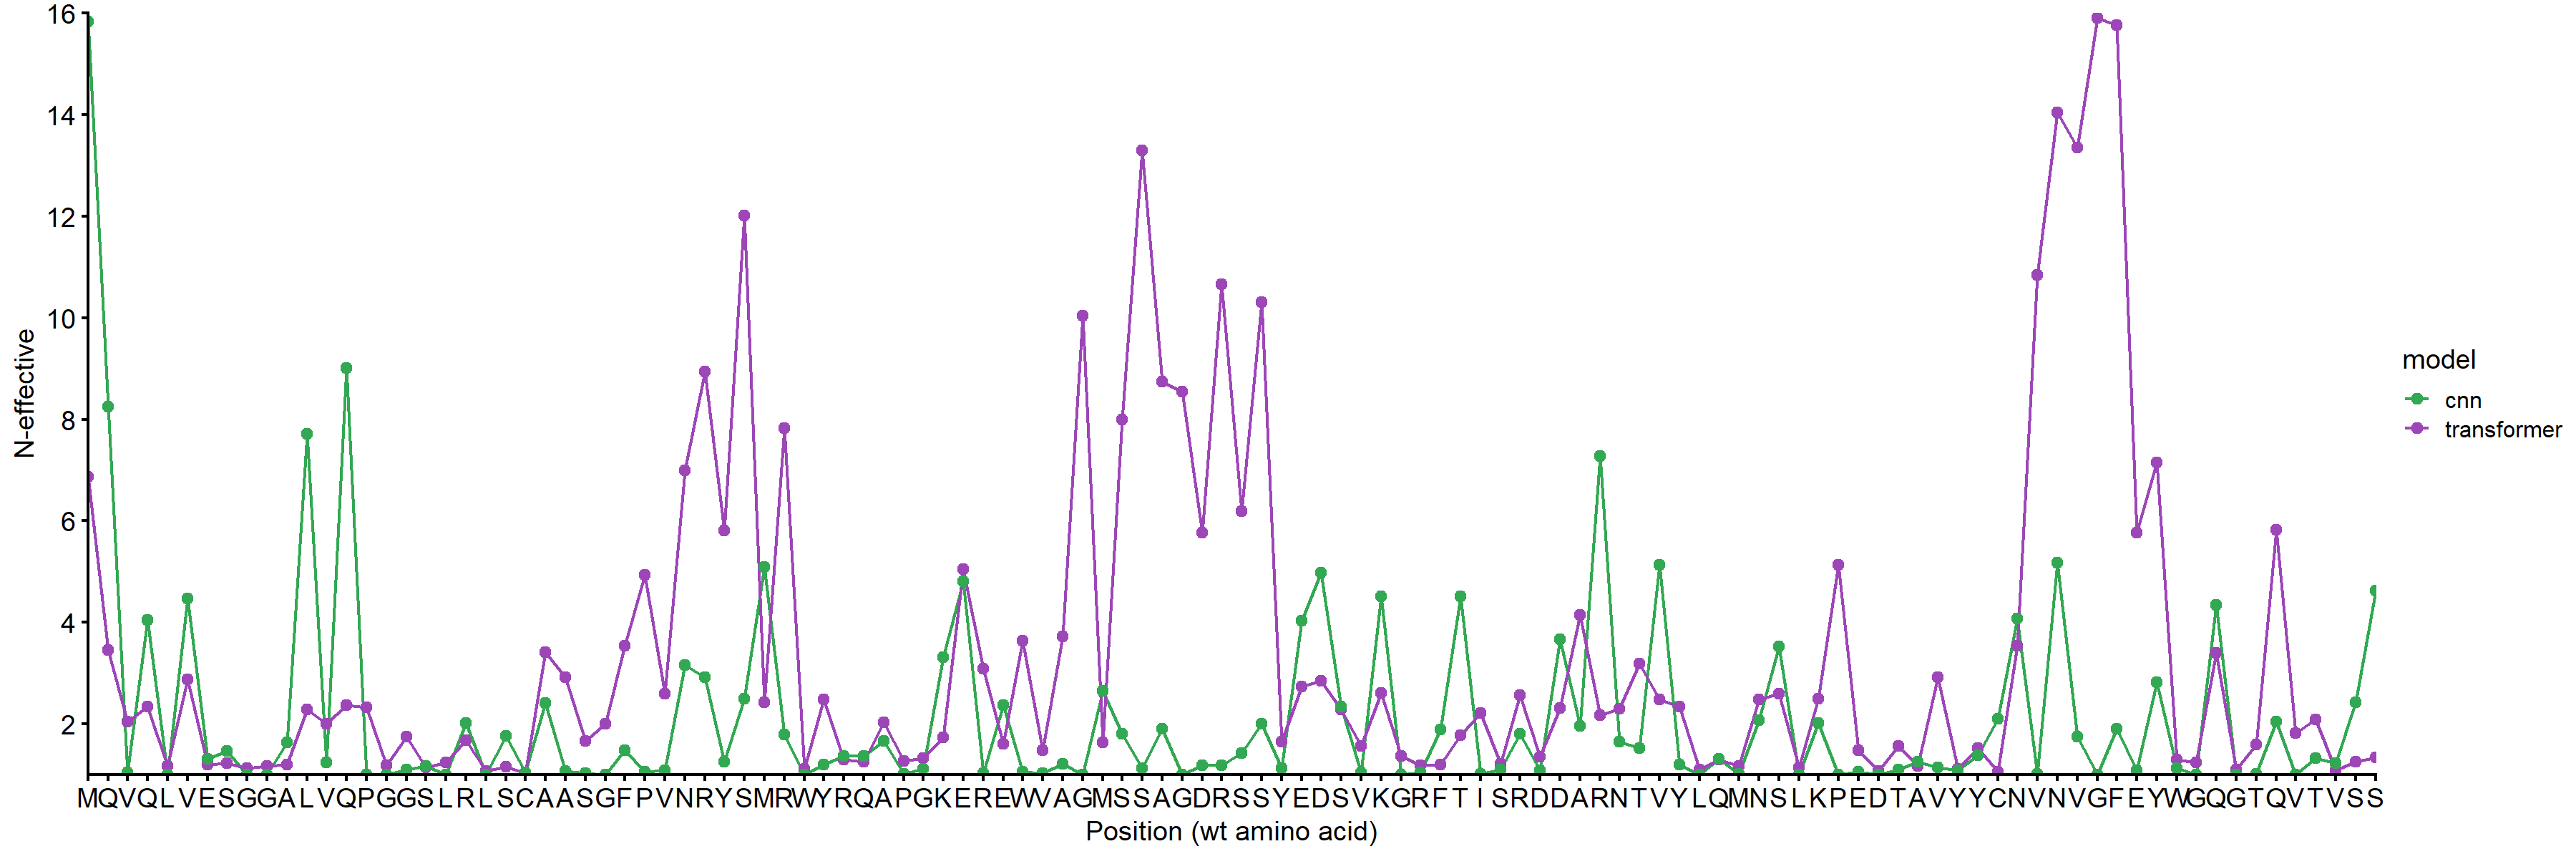 16
14
12
10
8
6
4
2
N-effective
MQVQLVESGGALVQPGGSLRLSCAASGFPVNRYSMRWYRQAPGKEREWVAGMSSAGDRSSYEDSVKGRFTISRDDARNTVYLQMNSLKPEDTAVYYCNVNVGFEYWGQGTQVTVSS
Position (wt amino acid)
model
cnn
transformer